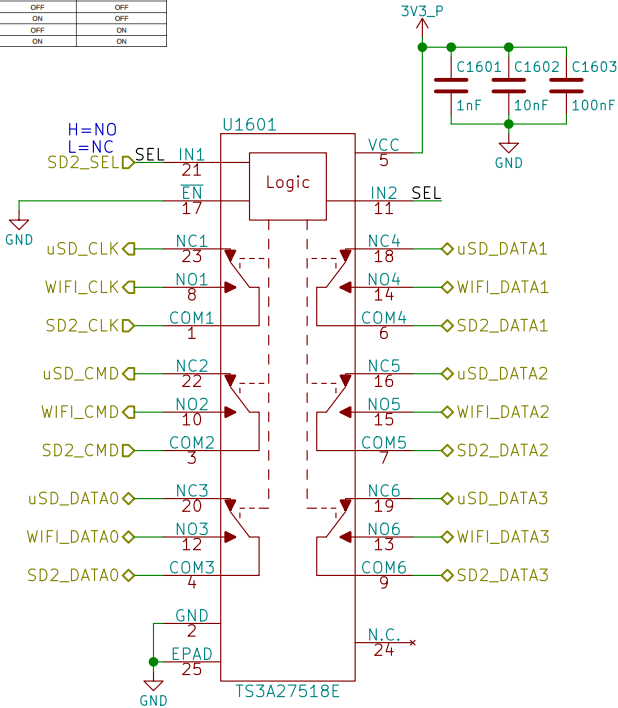 OFF OFF
ON OFF
OFF ON
ON ON
3V3_P
C1601 C1602 C1603
1nF 10nF 100nF
GND
U1601
H=NO
L=NC
SD2_SEL SEL IN1 21
EN 17
GND
Logic
VCC 5
IN2 11 SEL
uSD_CLK NC1 23
WIFI_CLK NO1 8
SD2_CLK COM1 1
NC4 18 uSD_DATA1
NO4 14 WIFI_DATA1
COM4 6 SD2_DATA1
uSD_CMD NC2 22
WIFI_CMD NO2 10
SD2_CMD COM2 3
NC5 16 uSD_DATA2
NO5 15 WIFI_DATA2
COM5 7 SD2_DATA2
uSD_DATA0 NC3 20
WIFI_DATA0 NO3 12
SD2_DATA0 COM3 4
NC6 19 uSD_DATA3
NO6 13 WIFI_DATA3
COM6 9 SD2_DATA3
GND 2
EPAD 25
GND
N.C. 24
TS3A27518E